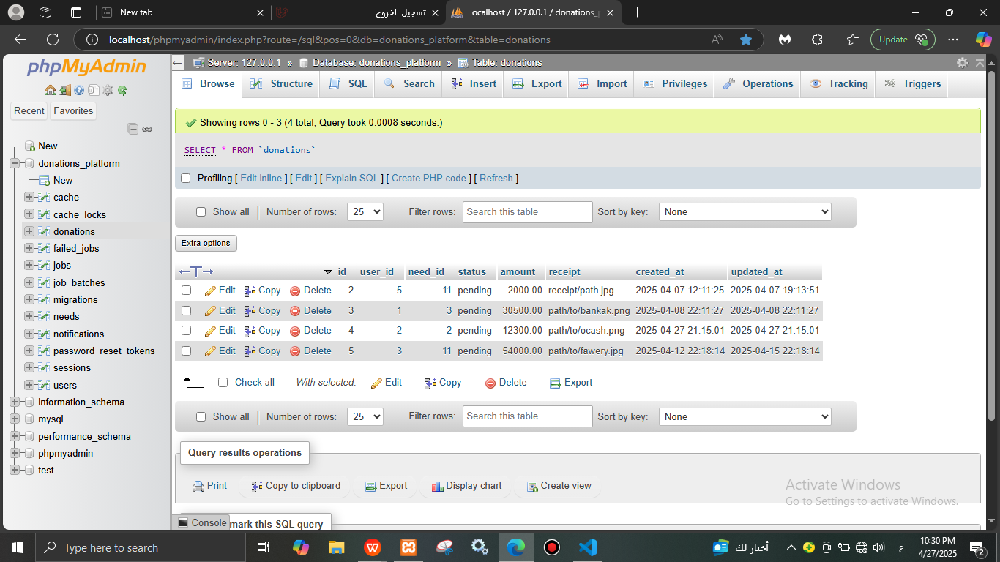 New tab
تسجيل الخروج
localhost / 127.0.0.1 / donations_p
localhost/phpmyadmin/index.php?route=/sql&pos=0&db=donations_platform&table=donations
Update
phpMyAdmin
Recent
Favorites
New
donations_platform
New
cache
cache_locks
donations
failed_jobs
jobs
job_batches
migrations
needs
notifications
password_reset_tokens
sessions
users
information_schema
mysql
performance_schema
phpmyadmin
test
Server: 127.0.0.1 » Database: donations_platform » Table: donations
Browse Structure SQL Search Insert Export Import Privileges Operations Tracking Triggers
Showing rows 0 - 3 (4 total, Query took 0.0008 seconds.)
SELECT * FROM `donations`
Profiling [ Edit inline ] [ Edit ] [ Explain SQL ] [ Create PHP code ] [ Refresh ]
Show all Number of rows: 25 Filter rows: Search this table Sort by key: None
Extra options
id user_id need_id status amount receipt created_at updated_at
Edit Copy Delete 2 5 11 pending 2000.00 receipt/path.jpg 2025-04-07 12:11:25 2025-04-07 19:13:51
Edit Copy Delete 3 1 3 pending 30500.00 path/to/bankak.png 2025-04-08 22:11:27 2025-04-08 22:11:27
Edit Copy Delete 4 2 2 pending 12300.00 path/to/ocash.png 2025-04-27 21:15:01 2025-04-27 21:15:01
Edit Copy Delete 5 3 11 pending 54000.00 path/to/fawery.jpg 2025-04-12 22:18:14 2025-04-15 22:18:14
Check all With selected: Edit Copy Delete Export
Show all Number of rows: 25 Filter rows: Search this table Sort by key: None
Query results operations
Print Copy to clipboard Export Display chart Create view
Activate Windows
Go to Settings to activate Windows.
Console
mark this SQL query
Type here to search
أخبار لك
ع
10:30 PM
4/27/2025
2